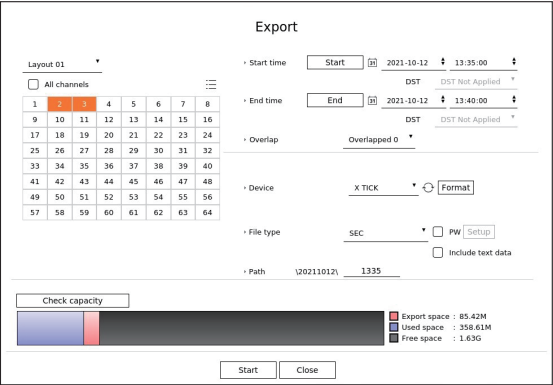 Export
Layout 01
All channels
1 2 3 4 5 6 7 8
9 10 11 12 13 14 15 16
17 18 19 20 21 22 23 24
25 26 27 28 29 30 31 32
33 34 35 36 37 38 39 40
41 42 43 44 45 46 47 48
49 50 51 52 53 54 55 56
57 58 59 60 61 62 63 64
Start time Start 31 2021-10-12 13:35:00
DST DST Not Applied
End time End 31 2021-10-12 13:40:00
DST DST Not Applied
Overlap Overlapped 0
Device X TICK Format
File type SEC PW Setup
Include text data
Path \20211012\ 1335
Check capacity
Export space : 85.42M
Used space : 358.61M
Free space : 1.63G
Start Close